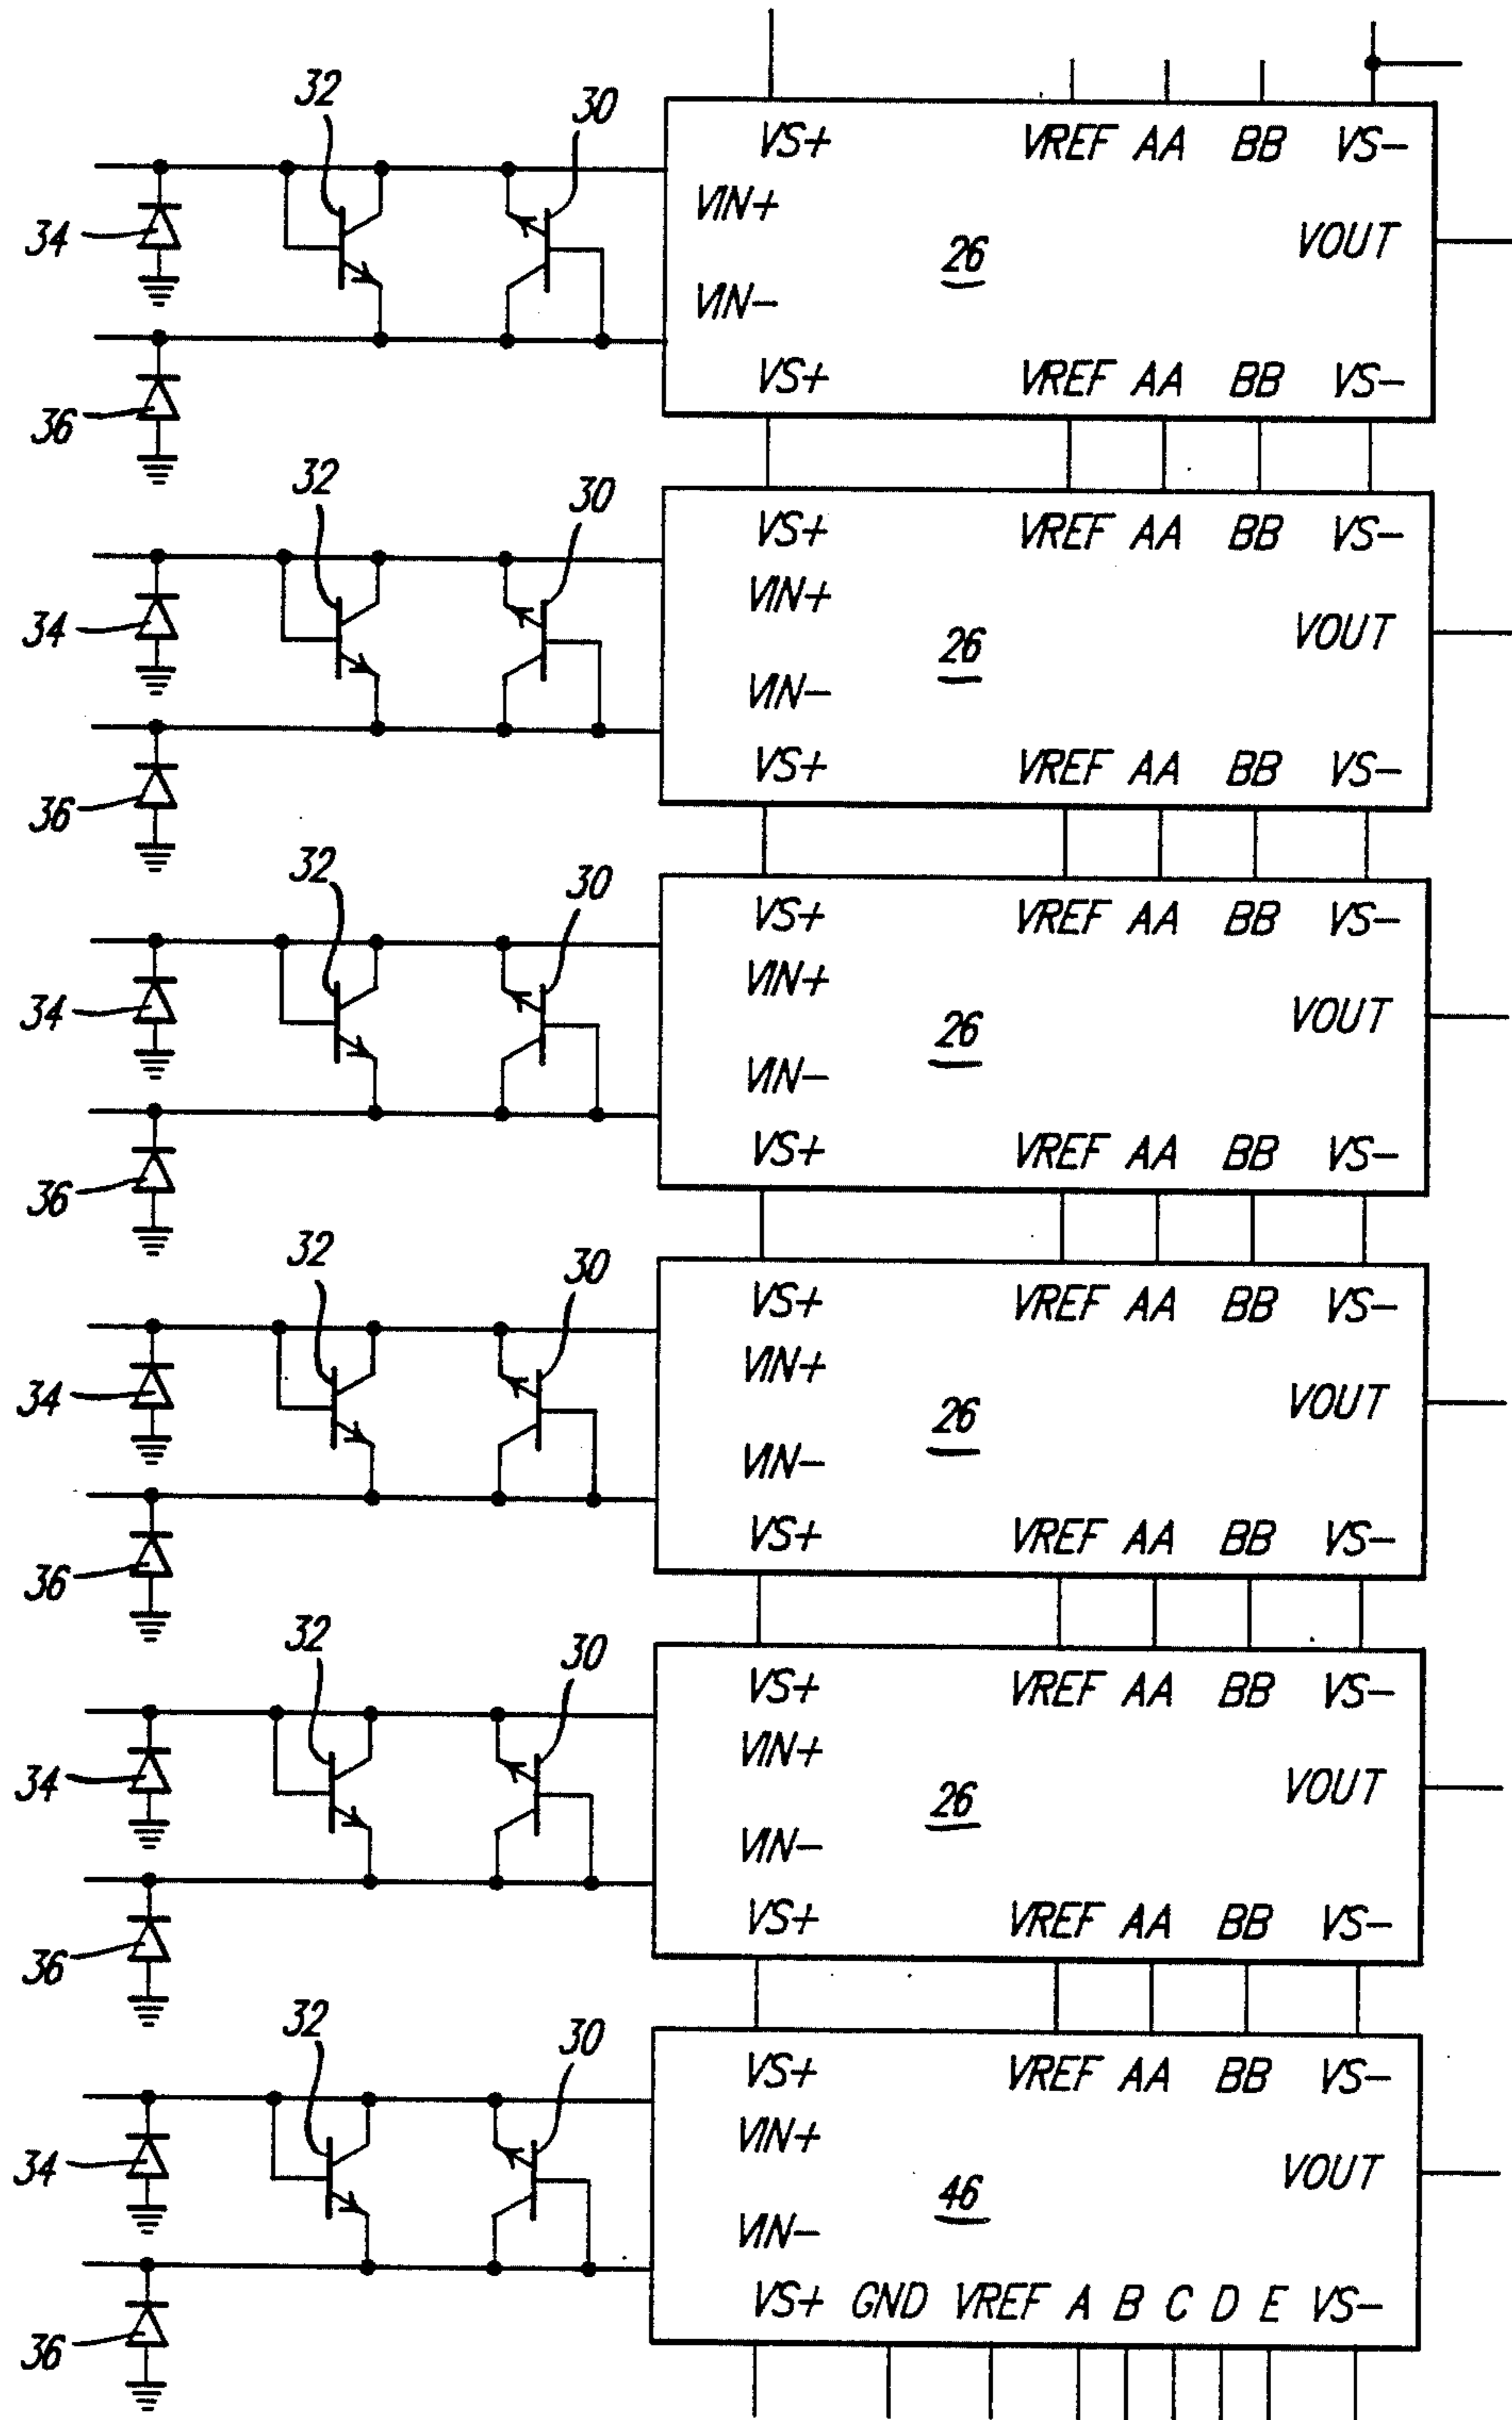 32 30
VS+ VREF AA BB VS-
VIN+
34 26 VOUT
VIN-
VS+ VREF AA BB VS-
36
32 30
VS+ VREF AA BB VS-
VIN+
34 26 VOUT
VIN-
VS+ VREF AA BB VS-
36
32 30
VS+ VREF AA BB VS-
VIN+
34 26 VOUT
VIN-
VS+ VREF AA BB VS-
36
32 30
VS+ VREF AA BB VS-
VIN+
34 26 VOUT
VIN-
VS+ VREF AA BB VS-
36
32 30
VS+ VREF AA BB VS-
VIN+
34 26 VOUT
VIN-
VS+ VREF AA BB VS-
36
32 30
VS+ VREF AA BB VS-
VIN+
34 46 VOUT
VIN-
VS+ GND VREF A B C D E VS-
36